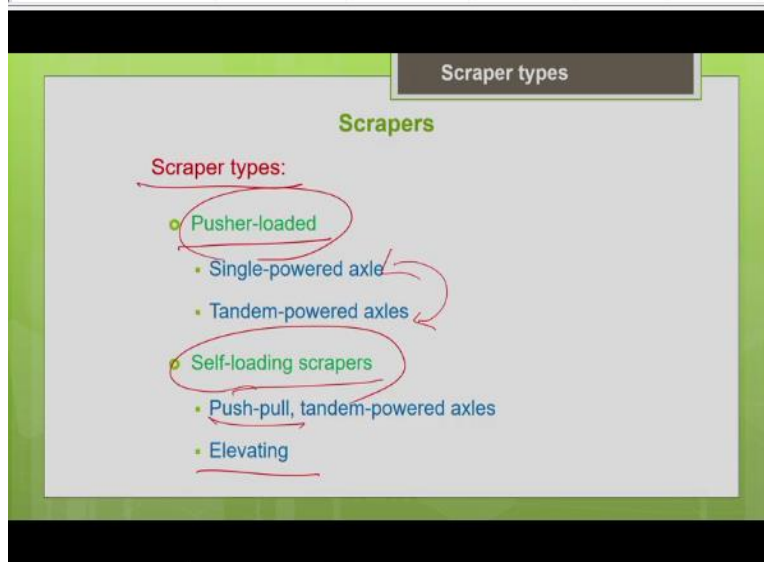 Scraper types
Scrapers
Scraper types:
Pusher-loaded
Single-powered axle
Tandem-powered axles
Self-loading scrapers
Push-pull, tandem-powered axles
Elevating